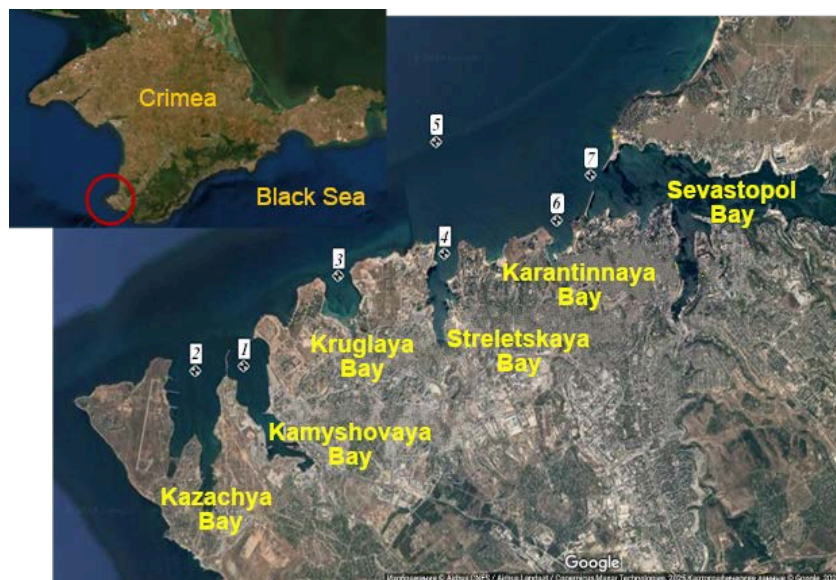 Crimea
Black Sea
5
7
Sevastopol
Bay
6
4
Karantinnaya
Bay
3
Kruglaya
Bay
Streletskaya
Bay
2
1
Kamyshovaya
Bay
Kazachya
Bay
Google